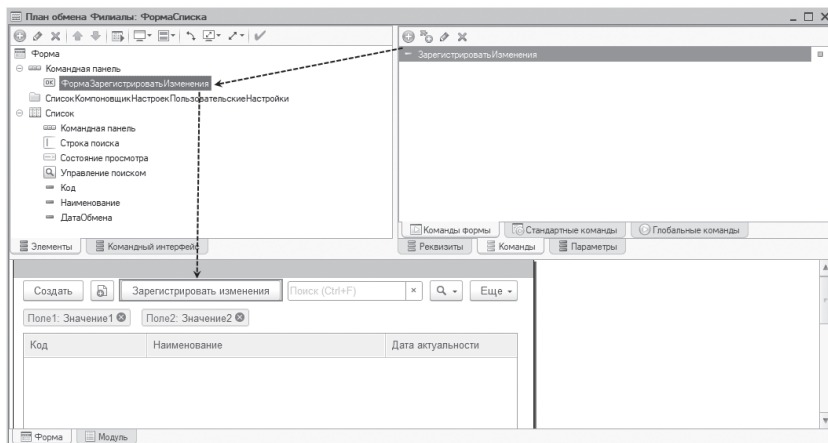 План обмена Филиалы: ФормаСписка
Форма
Командная панель
OK ФормаЗарегистрироватьИзменения
СписокКомпоновщикНастроекПользовательскиеНастройки
Список
Командная панель
Строка поиска
Состояние просмотра
Управление поиском
Код
Наименование
ДатаОбмена
Элементы
Командный интерфейс
ЗарегистрироватьИзменения
Команды формы
Стандартные команды
Глобальные команды
Реквизиты
Команды
Параметры
Создать
Зарегистрировать изменения
Поиск (Ctrl+F)
×
Еще
Поле1: Значение1
Поле2: Значение2
Код
Наименование
Дата актуальности
Форма
Модуль